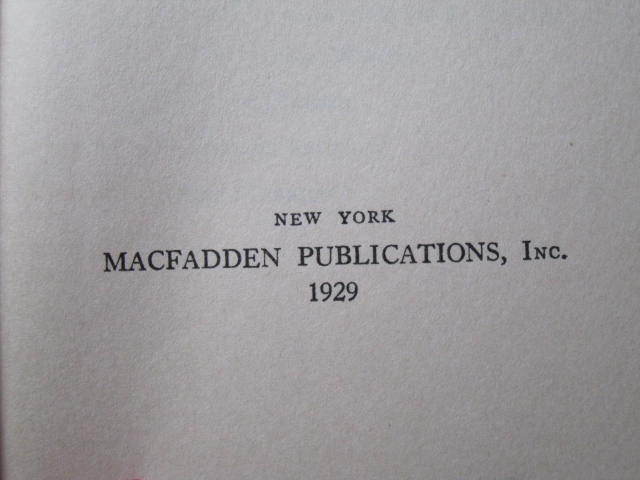 NEW YORK
MACFADDEN PUBLICATIONS, INC.
1929